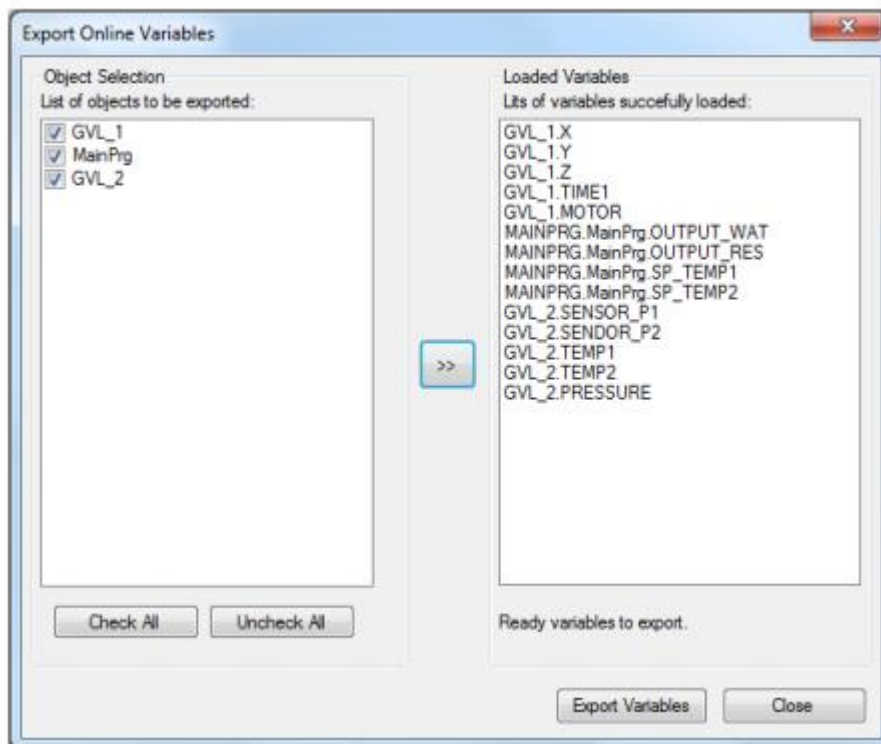 Export Online Variables
Object Selection
List of objects to be exported:
GVL_1
MainPrg
GVL_2
Check All
Uncheck All
>>
Loaded Variables
Lits of variables succefully loaded:
GVL_1.X
GVL_1.Y
GVL_1.Z
GVL_1.TIME1
GVL_1.MOTOR
MAINPRG.MainPrg.OUTPUT_WAT
MAINPRG.MainPrg.OUTPUT_RES
MAINPRG.MainPrg.SP_TEMP1
MAINPRG.MainPrg.SP_TEMP2
GVL_2.SENSOR_P1
GVL_2.SENDOR_P2
GVL_2.TEMP1
GVL_2.TEMP2
GVL_2.PRESSURE
Ready variables to export.
Export Variables
Close